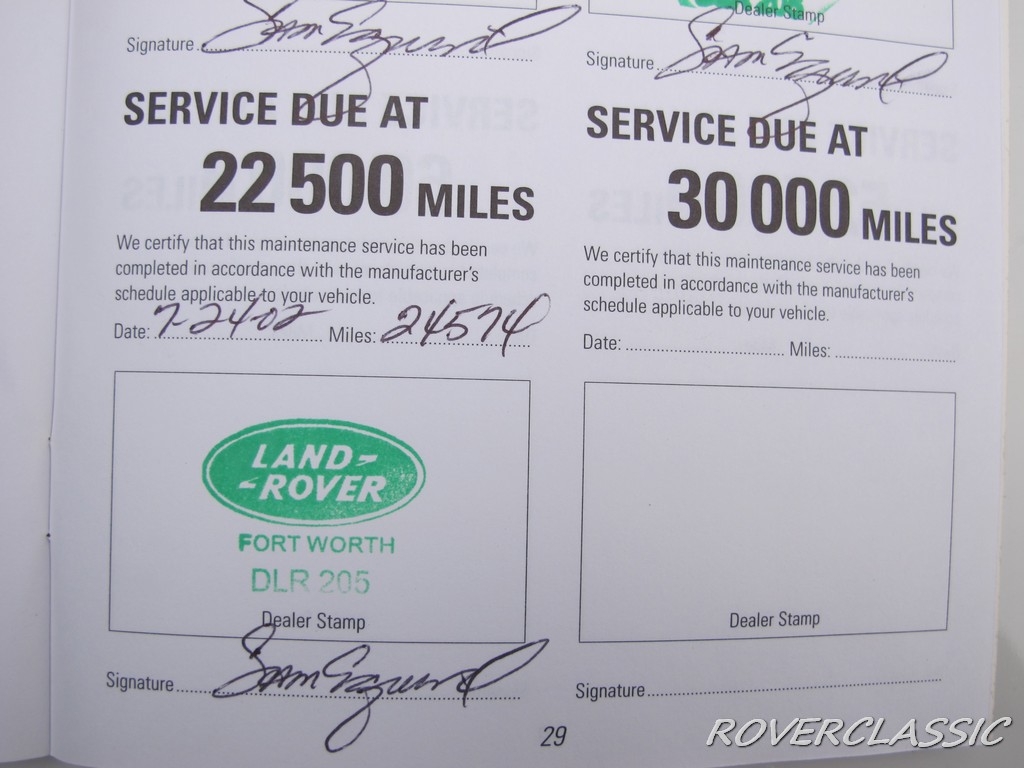 Signature
SERVICE DUE AT
22 500 MILES
We certify that this maintenance service has been
completed in accordance with the manufacturer's
schedule applicable to your vehicle.
Date: 7-24-02 Miles: 24574
LAND-
-ROVER
FORT WORTH
DLR 205
Dealer Stamp
Signature
Dealer Stamp
Signature
SERVICE DUE AT
30 000 MILES
We certify that this maintenance service has been
completed in accordance with the manufacturer's
schedule applicable to your vehicle.
Date: Miles:
Dealer Stamp
Signature
29
ROVERCLASSIC